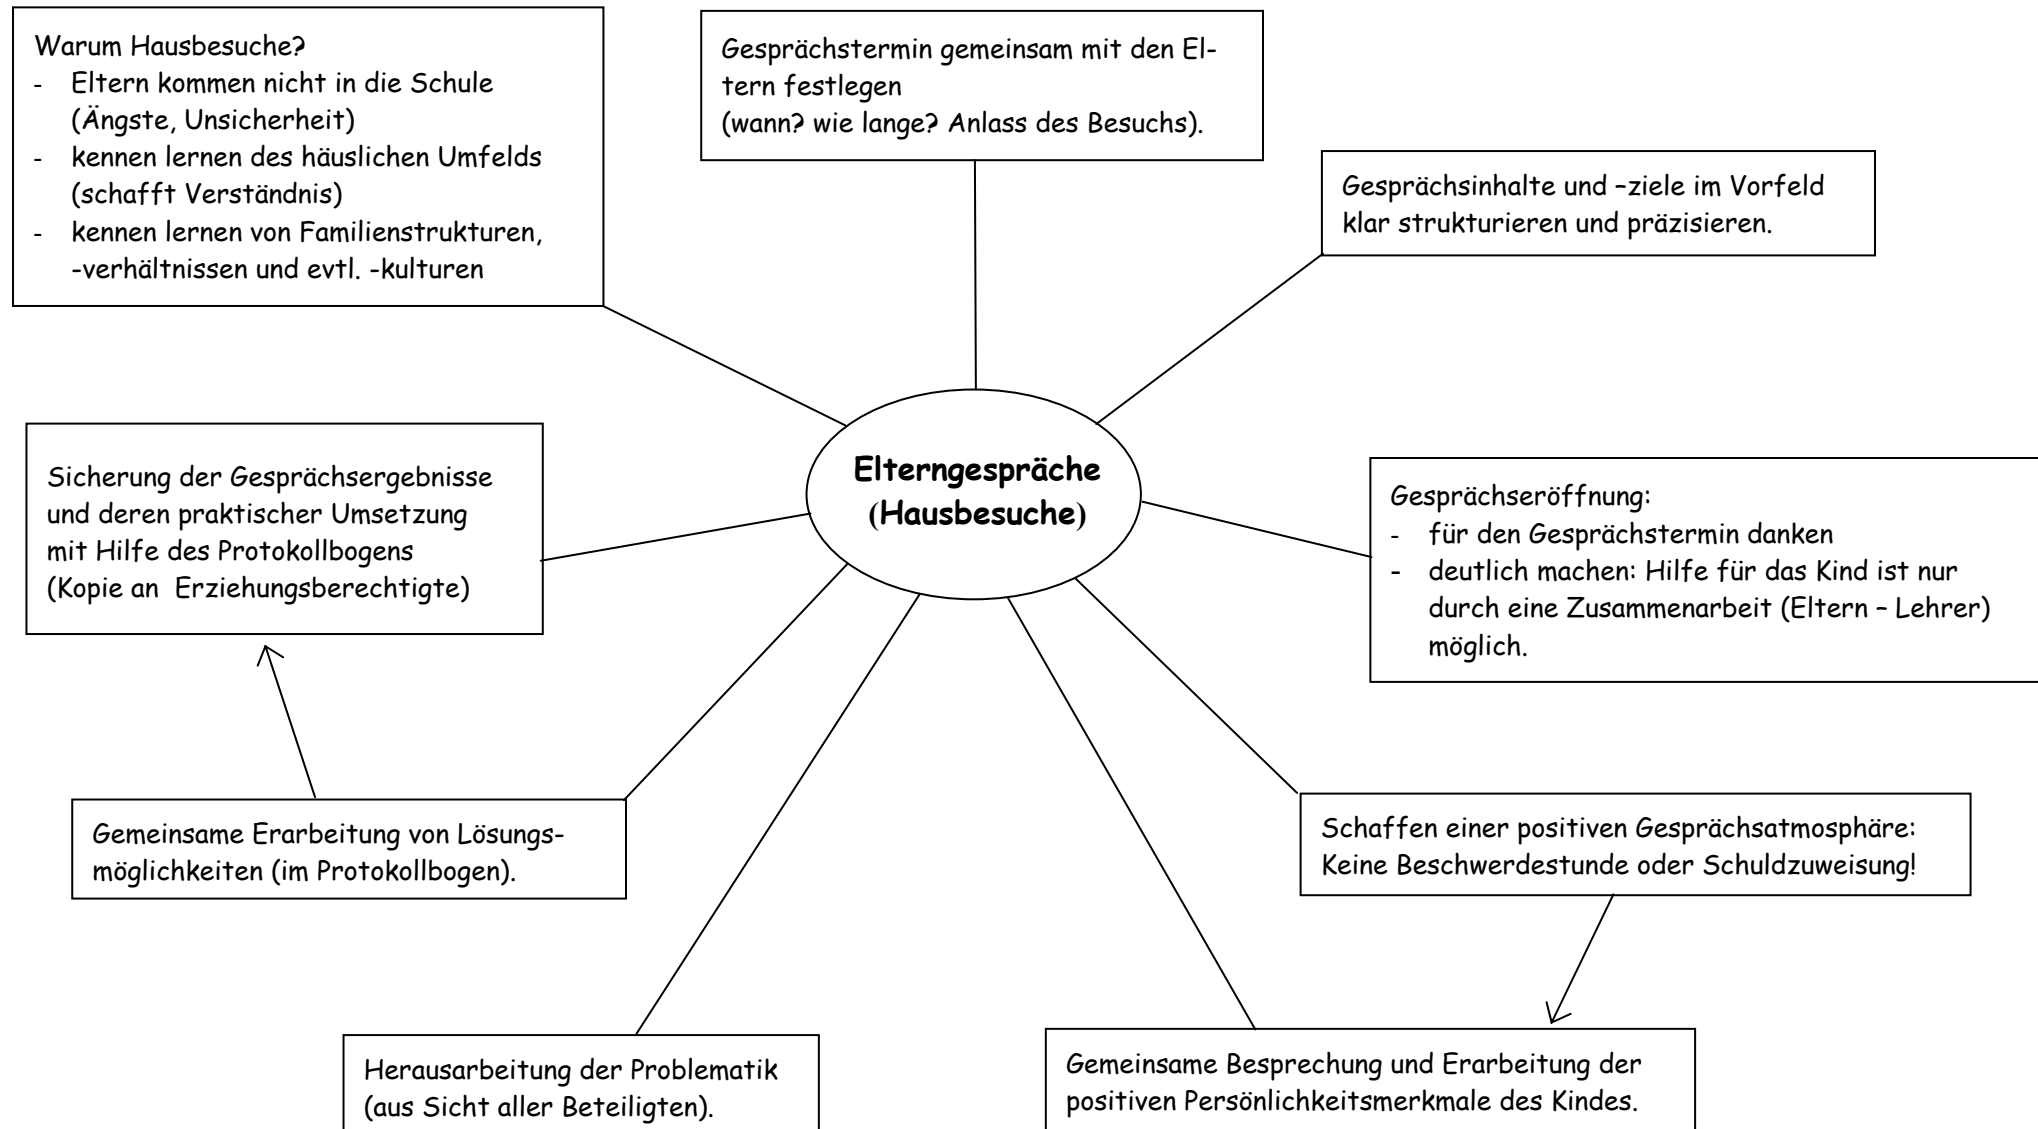 Warum Hausbesuche?
- Eltern kommen nicht in die Schule
(Ängste, Unsicherheit)
- kennen lernen des häuslichen Umfelds
(schafft Verständnis)
- kennen lernen von Familienstrukturen,
-verhältnissen und evtl. -kulturen
Gesprächstermin gemeinsam mit den El-
tern festlegen
(wann? wie lange? Anlass des Besuchs).
Gesprächsinhalte und –ziele im Vorfeld
klar strukturieren und präzisieren.
Elterngespräche
(Hausbesuche)
Gesprächseröffnung:
- für den Gesprächstermin danken
- deutlich machen: Hilfe für das Kind ist nur
durch eine Zusammenarbeit (Eltern – Lehrer)
möglich.
Schaffen einer positiven Gesprächsatmosphäre:
Keine Beschwerdestunde oder Schuldzuweisung!
Gemeinsame Besprechung und Erarbeitung der
positiven Persönlichkeitsmerkmale des Kindes.
Herausarbeitung der Problematik
(aus Sicht aller Beteiligten).
Gemeinsame Erarbeitung von Lösungs-
möglichkeiten (im Protokollbogen).
Sicherung der Gesprächsergebnisse
und deren praktischer Umsetzung
mit Hilfe des Protokollbogens
(Kopie an Erziehungsberechtigte)